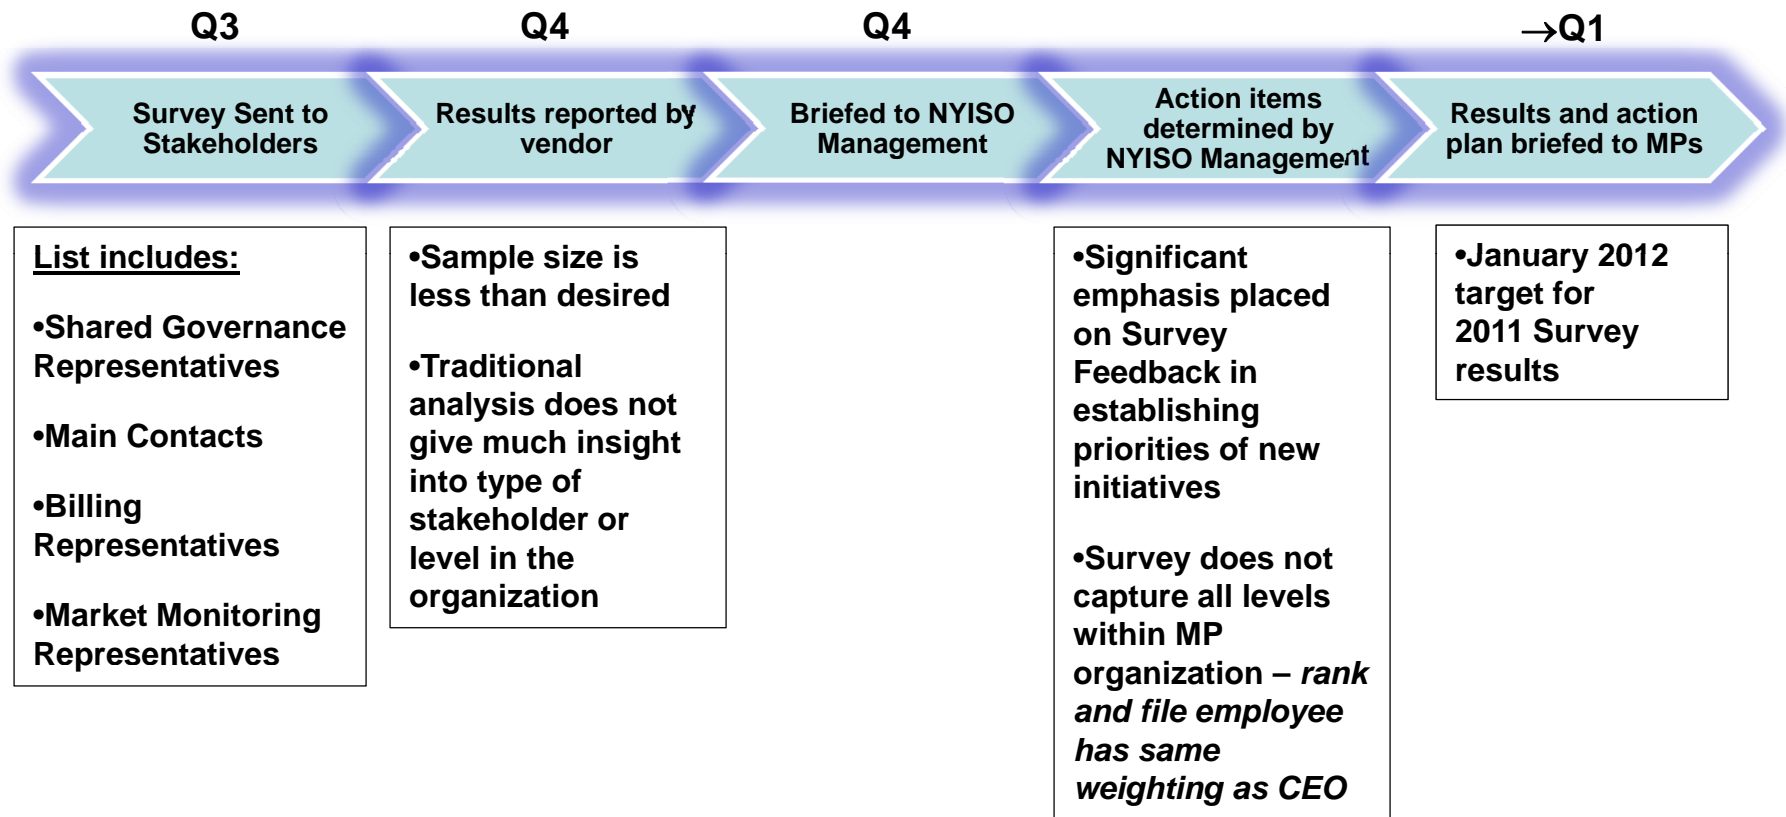 Q3
Q4
Q4
→Q1
Survey Sent to
Stakeholders
Results reported by
vendor
Briefed to NYISO
Management
Action items
determined by
NYISO Management
Results and action
plan briefed to MPs
List includes:
•Shared Governance
Representatives
•Main Contacts
•Billing
Representatives
•Market Monitoring
Representatives
•Sample size is
less than desired
•Traditional
analysis does not
give much insight
into type of
stakeholder or
level in the
organization
•Significant
emphasis placed
on Survey
Feedback in
establishing
priorities of new
initiatives
•Survey does not
capture all levels
within MP
organization – rank
and file employee
has same
weighting as CEO
•January 2012
target for
2011 Survey
results